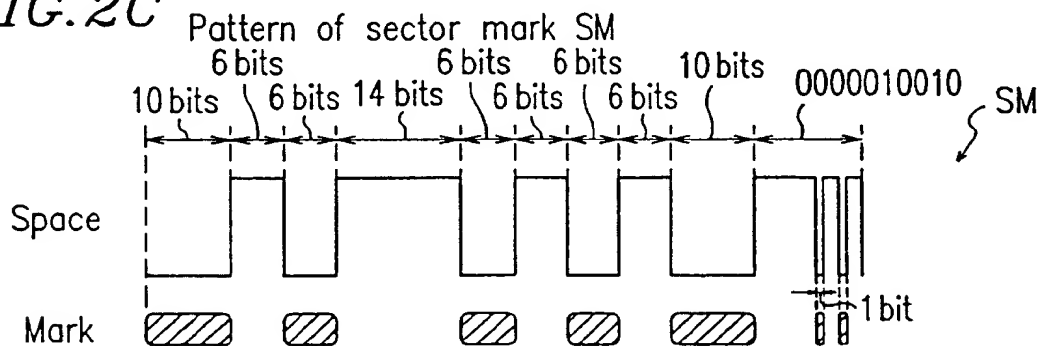 FIG. 2C
Pattern of sector mark SM
6 bits 6 bits 6 bits 10 bits 0000010010
10 bits 6 bits 14 bits 6 bits 6 bits SM
Space
1 bit
Mark